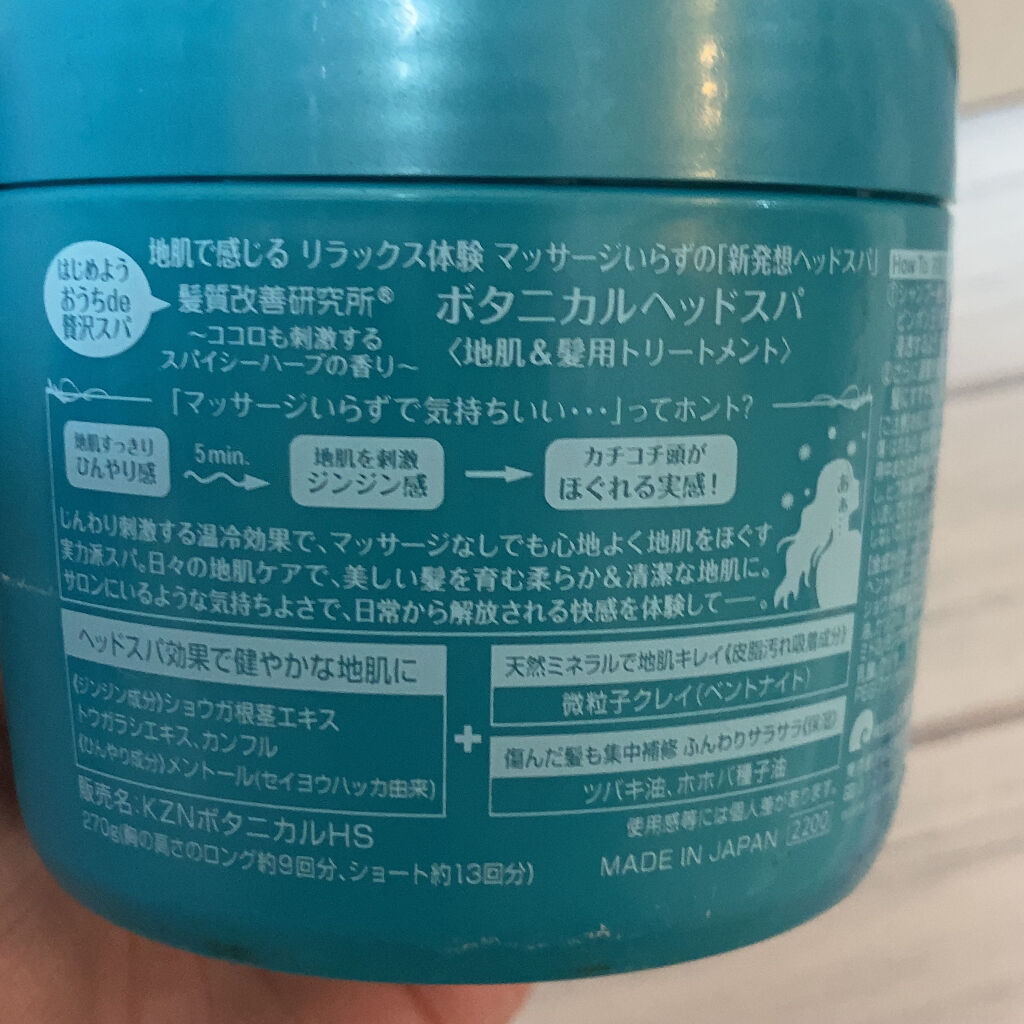 はじめよう
おうちde
贅沢スパ
地肌で感じる リラックス体験 マッサージいらずの「新発想ヘッドスパ」
髪質改善研究所®
ボタニカルヘッドスパ
〜ココロも刺激する
スパイシーハーブの香り〜
〈地肌&髪用トリートメント〉
「マッサージいらずで気持ちいい・・・」ってホント?
地肌すっきり
ひんやり感
5min.
地肌を刺激
ジンジン感
カチコチ頭が
ほぐれる実感!
あぁ
じんわり刺激する温冷効果で、マッサージなしでも心地よく地肌をほぐす
実力派スパ。日々の地肌ケアで、美しい髪を育む柔らか&清潔な地肌に。
サロンにいるような気持ちよさで、日常から解放される快感を体験して―。
ヘッドスパ効果で健やかな地肌に
《ジンジン成分》ショウガ根茎エキス
トウガラシエキス、カンフル
《ひんやり成分》メントール(セイヨウハッカ由来)
+
天然ミネラルで地肌キレイ《皮脂汚れ吸着成分》
微粒子クレイ(ベントナイト)
傷んだ髪も集中補修 ふんわりサラサラ《保湿》
ツバキ油、ホホバ種子油
販売名:KZNボタニカルHS
270g(胸の高さのロング約9回分、ショート約13回分)
使用感等には個人差があります。
MADE IN JAPAN 2200
How To